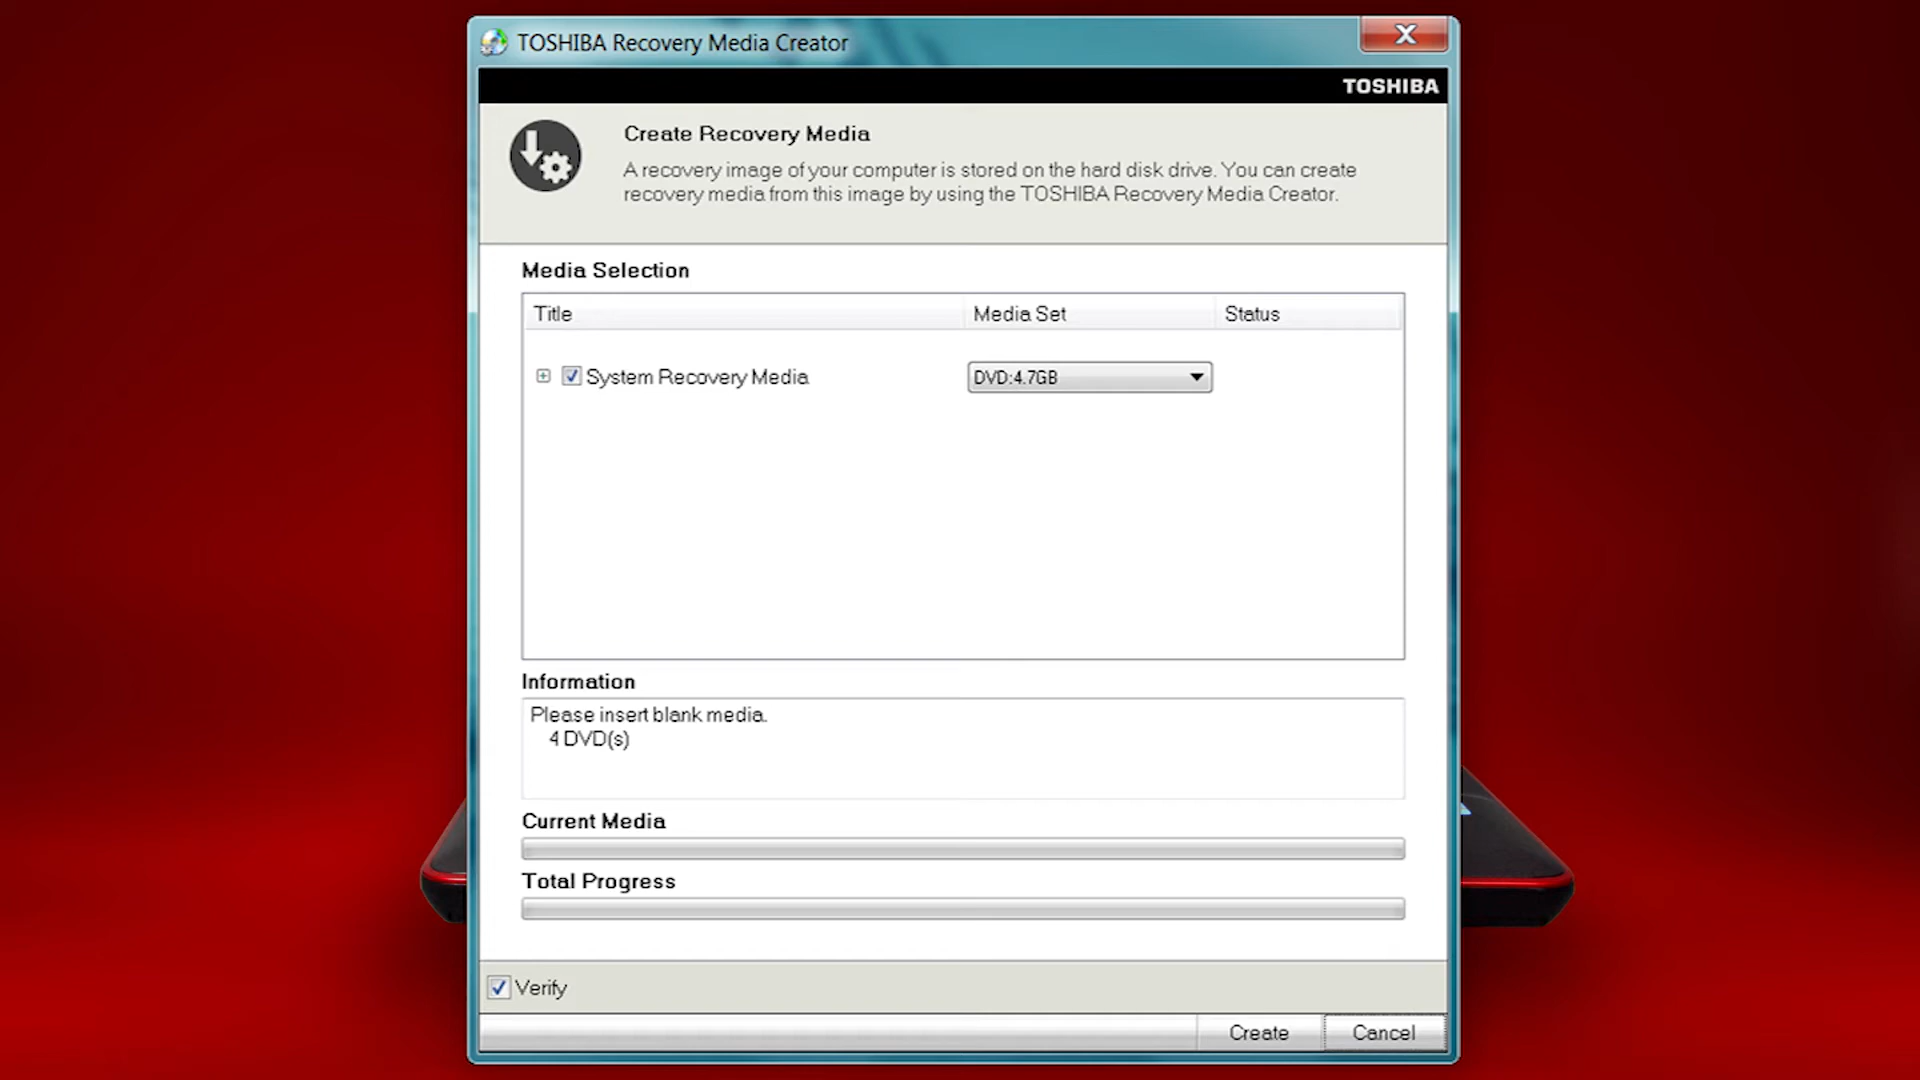 TOSHIBA Recovery Media Creator
TOSHIBA
Create Recovery Media
A recovery image of your computer is stored on the hard disk drive. You can create
recovery media from this image by using the TOSHIBA Recovery Media Creator.
Media Selection
Title Media Set Status
System Recovery Media DVD:4.7GB
Information
Please insert blank media.
4 DVD(s)
Current Media
Total Progress
Verify
Create Cancel